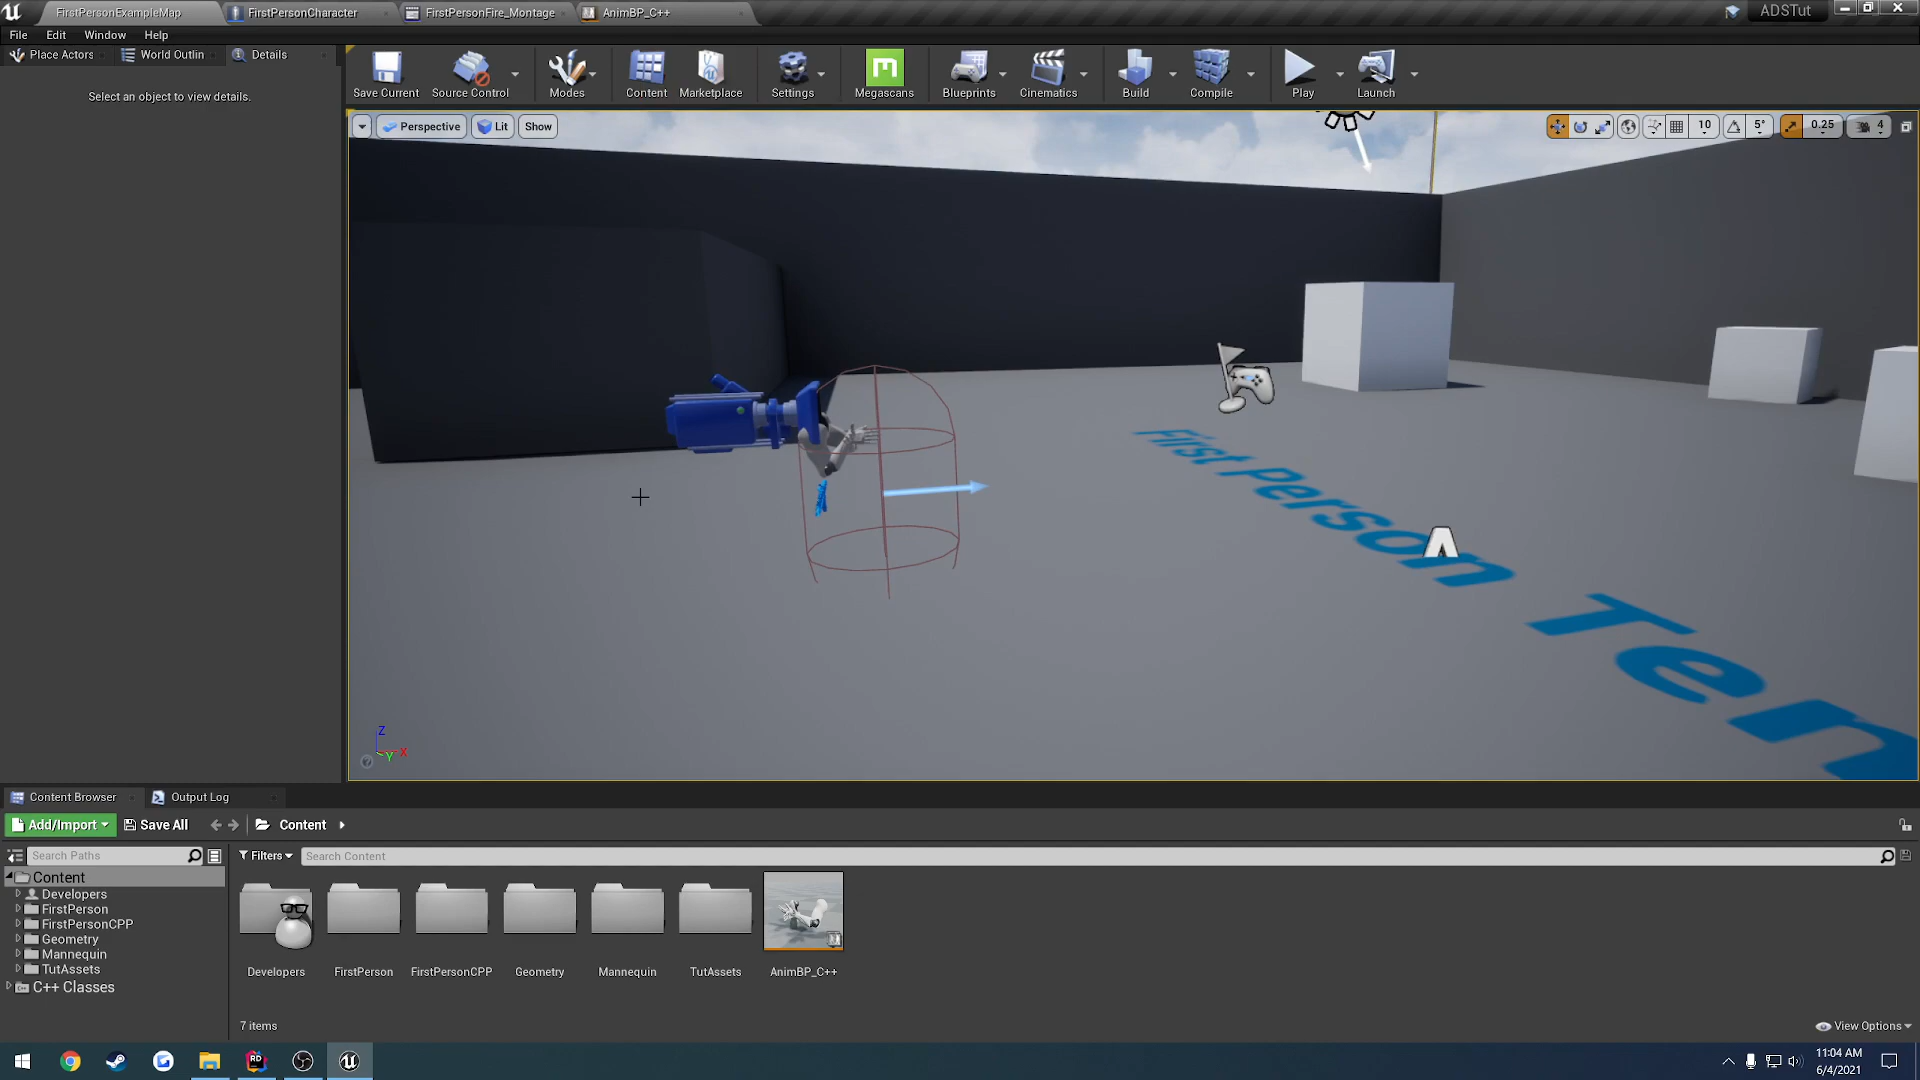 FirstPersonExampleMap
FirstPersonCharacter
FirstPersonFire_Montage
AnimBP_C++
ADSTut
File Edit Window Help
Place Actors World Outlin Details
Select an object to view details.
Save Current Source Control Modes Content Marketplace Settings Megascans Blueprints Cinematics Build Compile Play Launch
Perspective Lit Show
10 5° 0.25 4
First Person Tem
Z
X
Y
Content Browser Output Log
Add/Import Save All Content
Search Paths
Filters Search Content
Content
Developers
FirstPerson
FirstPersonCPP
Geometry
Mannequin
TutAssets
C++ Classes
Developers FirstPerson FirstPersonCPP Geometry Mannequin TutAssets AnimBP_C++
7 items
View Options
RD
11:04 AM
6/4/2021